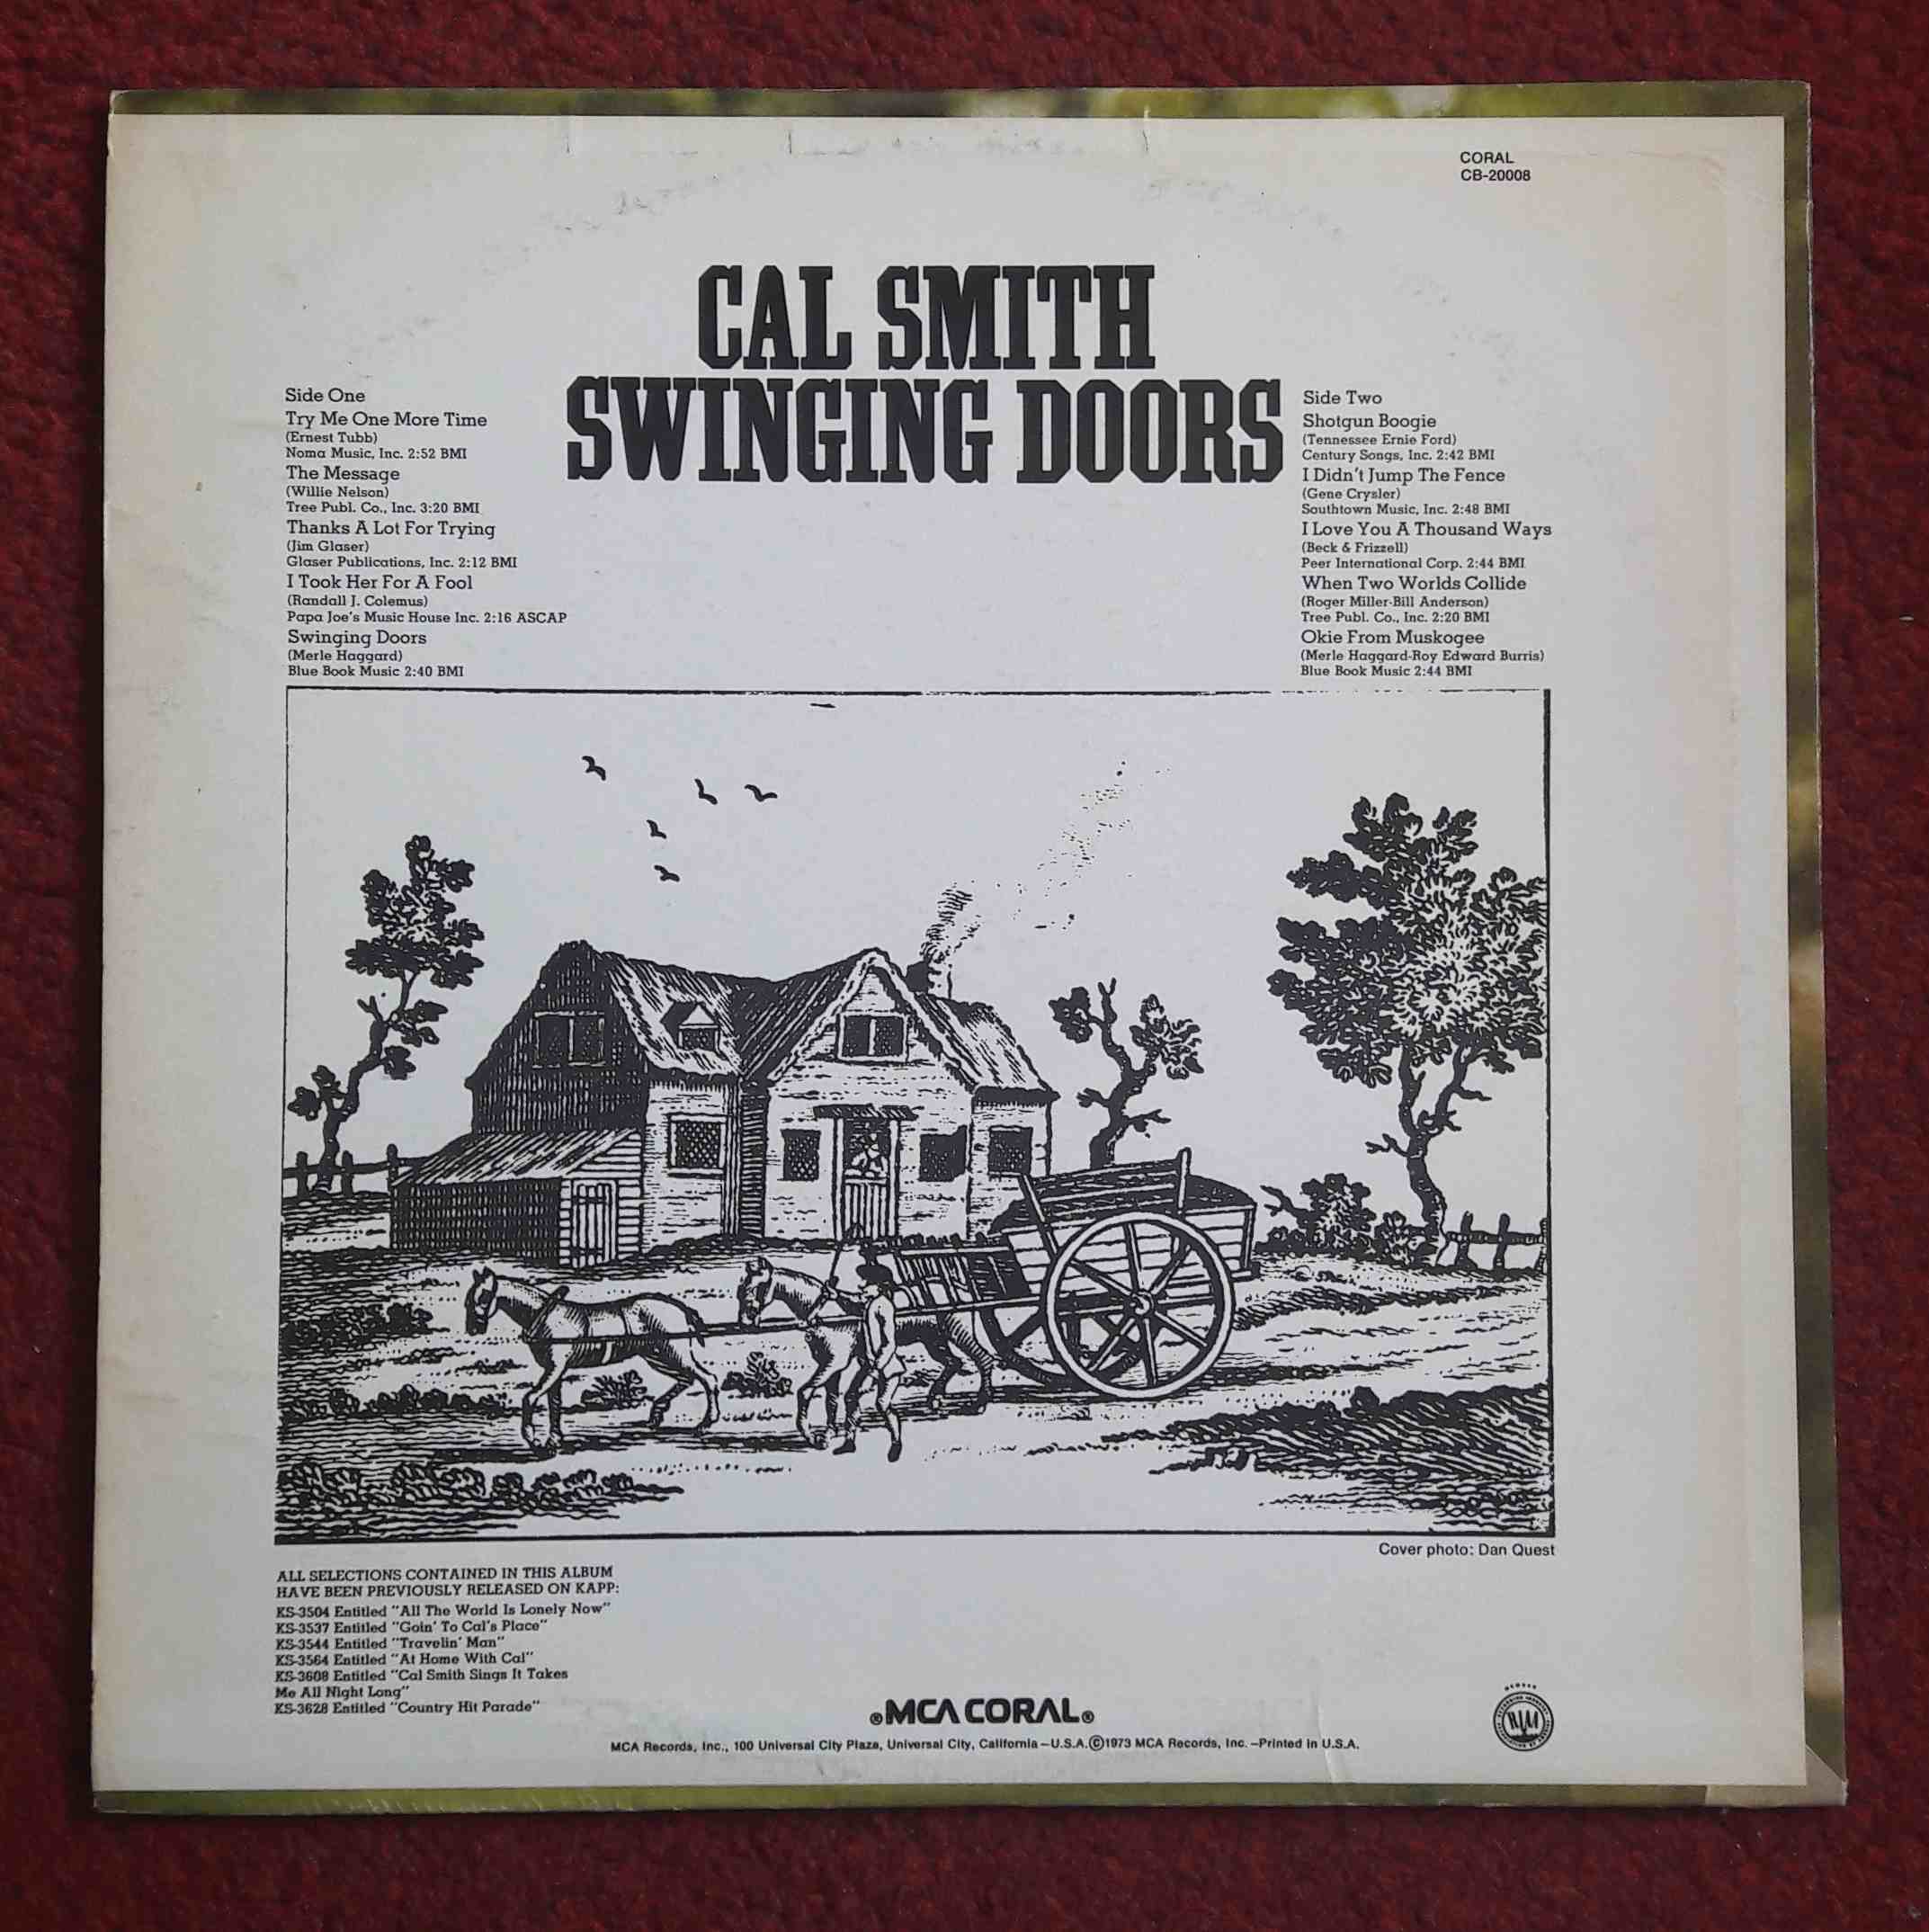 CORAL
CB-20008
CAL SMITH
SWINGING DOORS
Side One
Try Me One More Time
(Ernest Tubb)
Noma Music, Inc. 2:52 BMI
The Message
(Willie Nelson)
Tree Publ. Co., Inc. 3:20 BMI
Thanks A Lot For Trying
(Jim Glaser)
Glaser Publications, Inc. 2:12 BMI
I Took Her For A Fool
(Randall J. Colemus)
Papa Joe's Music House Inc. 2:16 ASCAP
Swinging Doors
(Merle Haggard)
Blue Book Music 2:40 BMI
Side Two
Shotgun Boogie
(Tennessee Ernie Ford)
Century Songs, Inc. 2:42 BMI
I Didn't Jump The Fence
(Gene Crysler)
Southtown Music, Inc. 2:48 BMI
I Love You A Thousand Ways
(Beck & Frizzell)
Peer International Corp. 2:44 BMI
When Two Worlds Collide
(Roger Miller-Bill Anderson)
Tree Publ. Co., Inc. 2:20 BMI
Okie From Muskogee
(Merle Haggard-Roy Edward Burris)
Blue Book Music 2:44 BMI
Cover photo: Dan Quest
ALL SELECTIONS CONTAINED IN THIS ALBUM
HAVE BEEN PREVIOUSLY RELEASED ON KAPP:
KS-3504 Entitled "All The World Is Lonely Now"
KS-3537 Entitled "Goin' To Cal's Place"
KS-3544 Entitled "Travelin' Man"
KS-3564 Entitled "At Home With Cal"
KS-3608 Entitled "Cal Smith Sings It Takes
Me All Night Long"
KS-3628 Entitled "Country Hit Parade"
®MCA CORAL®
MCA Records, Inc., 100 Universal City Plaza, Universal City, California–U.S.A.©1973 MCA Records, Inc.–Printed in U.S.A.